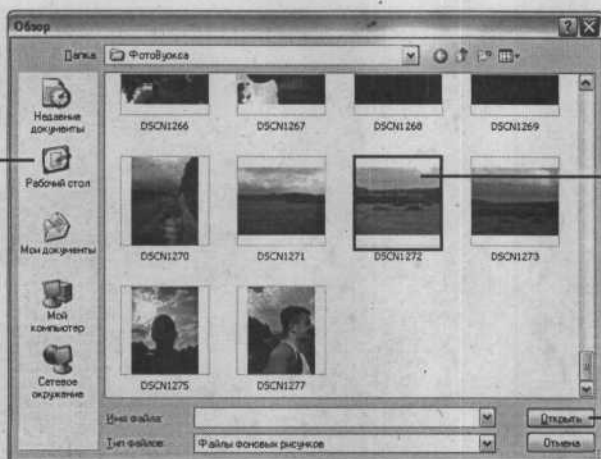 Обзор
Папка: ФотоВуокса
Недавние документы
Рабочий стол
Мои документы
Мой компьютер
Сетевое окружение
DSCN1266 DSCN1267 DSCN1268 DSCN1269
DSCN1270 DSCN1271 DSCN1272 DSCN1273
DSCN1275 DSCN1277
Имя файла: Открыть
Тип файлов: Файлы фоновых рисунков Отмена